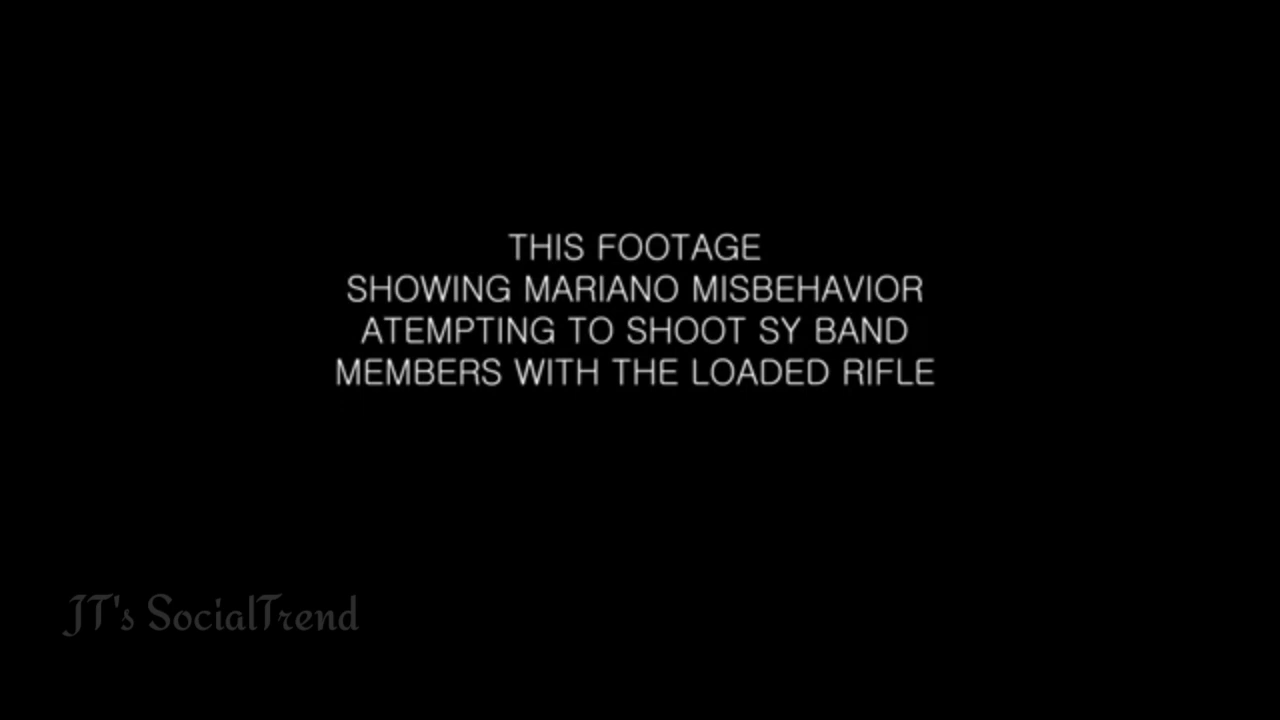 THIS FOOTAGE
SHOWING MARIANO MISBEHAVIOR
ATEMPTING TO SHOOT SY BAND
MEMBERS WITH THE LOADED RIFLE
JT's SocialTrend